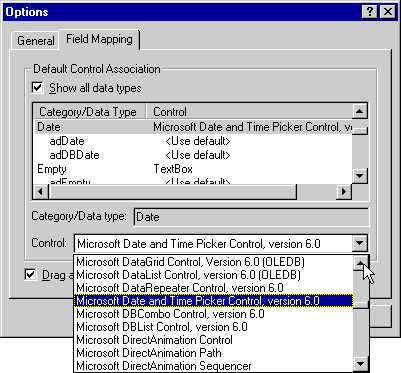 Options
General Field Mapping
Default Control Association
Show all data types
Category/Data Type Control
Date Microsoft Date and Time Picker Control, ve
adDate <Use default>
adDBDate <Use default>
Empty TextBox
adEmpty <Use default>
Category/Data type: Date
Control: Microsoft Date and Time Picker Control, version 6.0
Microsoft DataGrid Control, Version 6.0 (OLEDB)
Microsoft DataList Control, version 6.0 (OLEDB)
Drag a
Microsoft DataRepeater Control, version 6.0
Microsoft Date and Time Picker Control, version 6.0
Microsoft DBCombo Control, version 6.0
Microsoft DBList Control, version 6.0
Microsoft DirectAnimation Control
Microsoft DirectAnimation Path
Microsoft DirectAnimation Sequencer